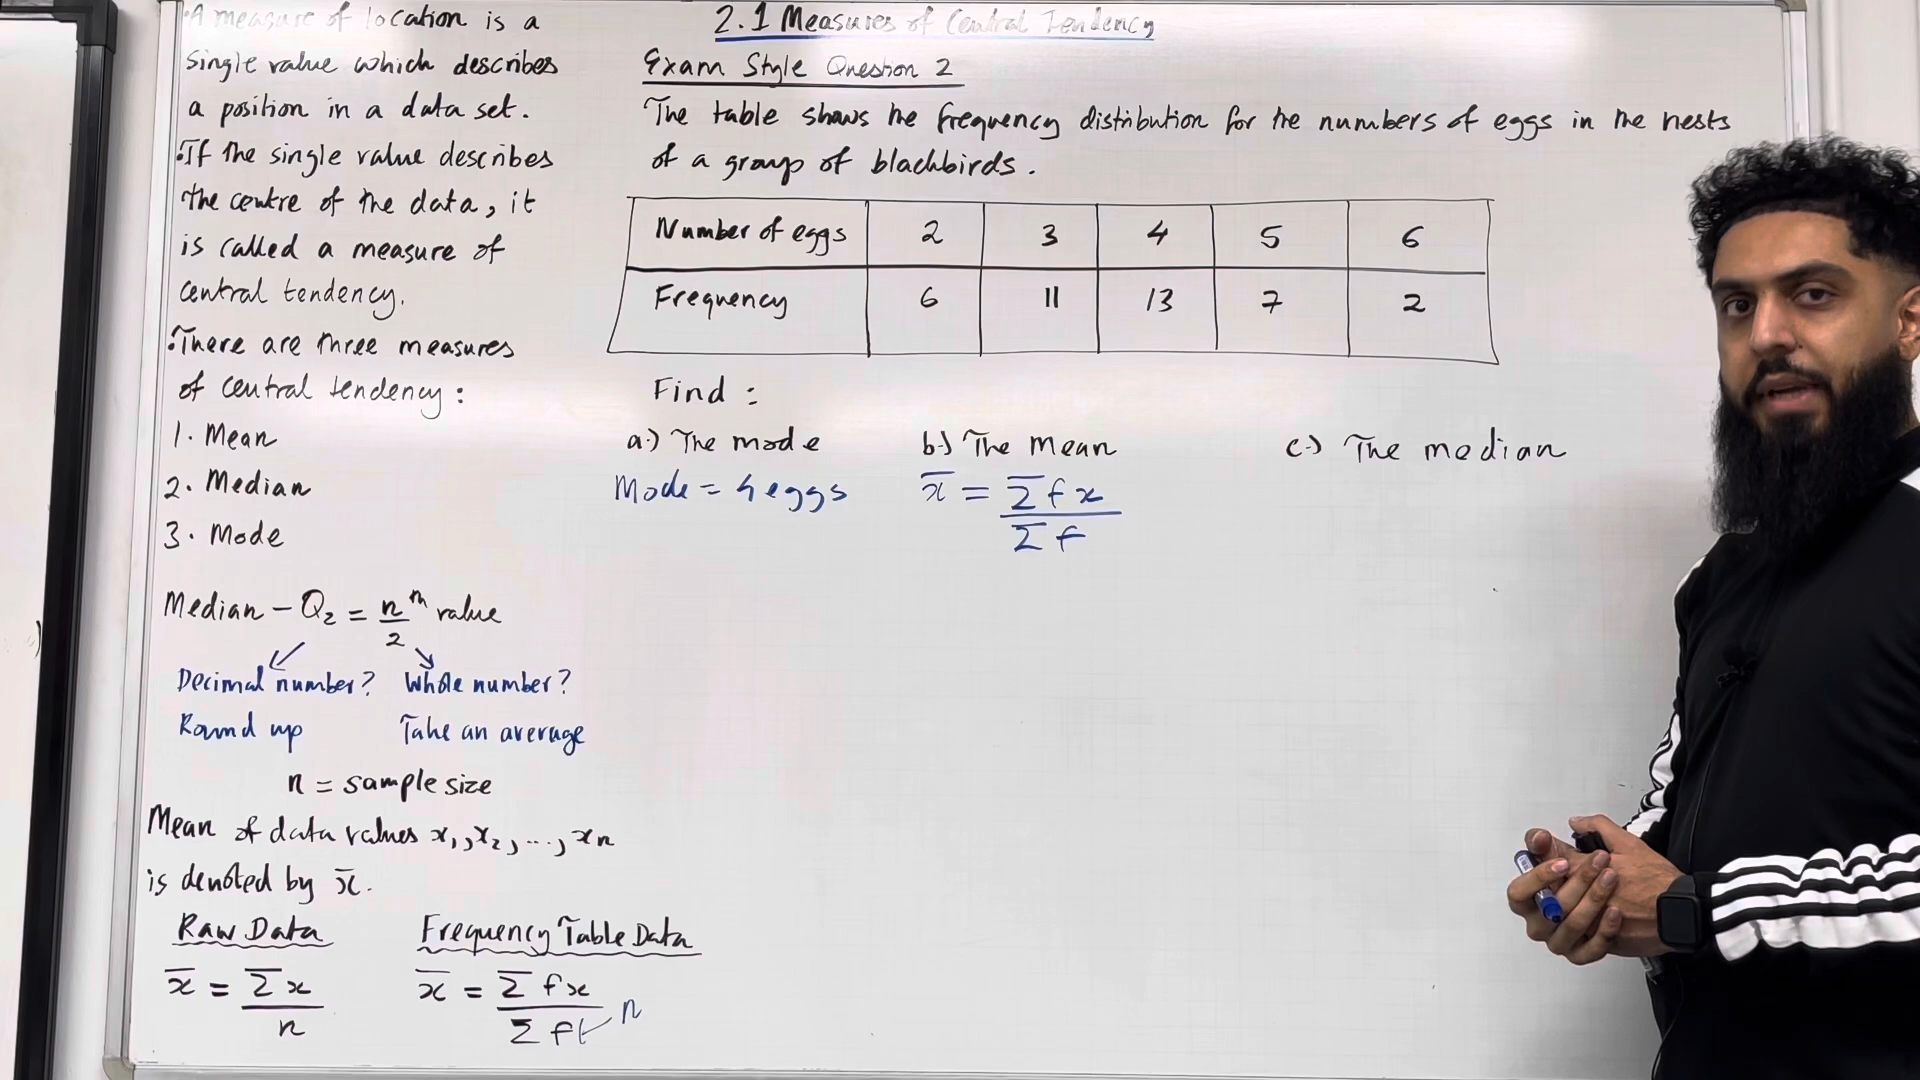 ·A measure of location is a
single value which describes
a position in a data set.
·If the single value describes
the centre of the data, it
is called a measure of
central tendency.
·There are three measures
of central tendency:
1. Mean
2. Median
3. Mode
Median – Q₂ = n/2 th value
Decimal number? Whole number?
Round up Take an average
n = sample size
Mean of data values x₁, x₂, ..., xn
is denoted by x̄.
Raw Data Frequency Table Data
x̄ = Σx/n x̄ = Σfx/Σf n
2.1 Measures of Central Tendency
Exam Style Question 2
The table shows the frequency distribution for the numbers of eggs in the nests
of a group of blackbirds.
Number of eggs 2 3 4 5 6
Frequency 6 11 13 7 2
Find :
a.) The mode b.) The Mean c.) The median
Mode = 4 eggs x̄ = Σfx/Σf